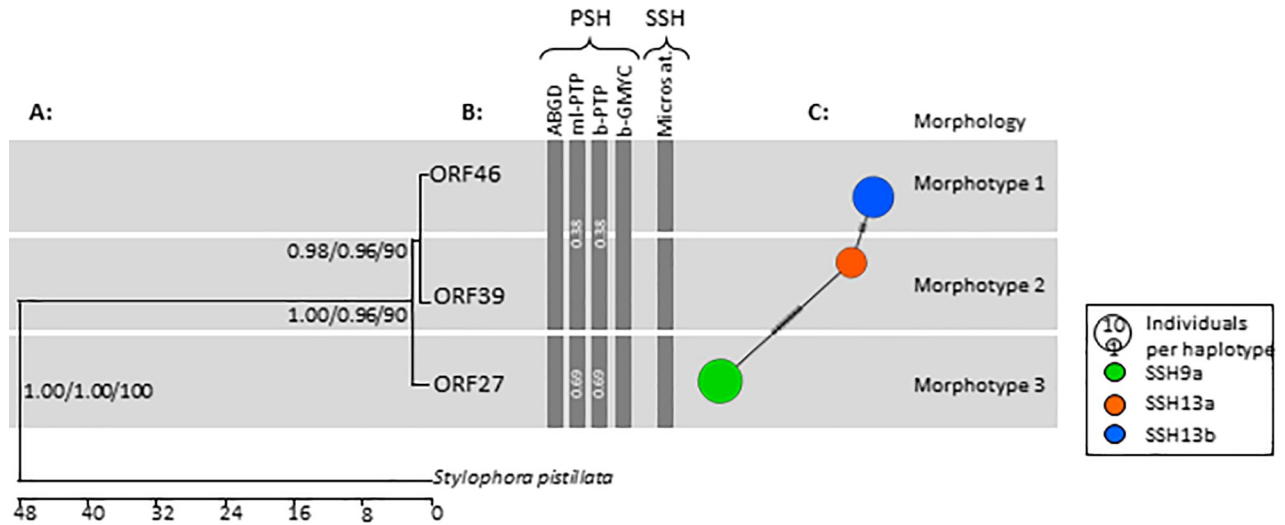 PSH SSH
ABGD
ml-PTP
b-PTP
b-GMYC
Micros at.
A: B: C:
Morphology
ORF46
Morphotype 1
0.38 0.38
0.98/0.96/90
ORF39
Morphotype 2
1.00/0.96/90
ORF27
0.69 0.69
Morphotype 3
1.00/1.00/100
Stylophora pistillata
48 40 32 24 16 8 0
10 Individuals
1 per haplotype
SSH9a
SSH13a
SSH13b